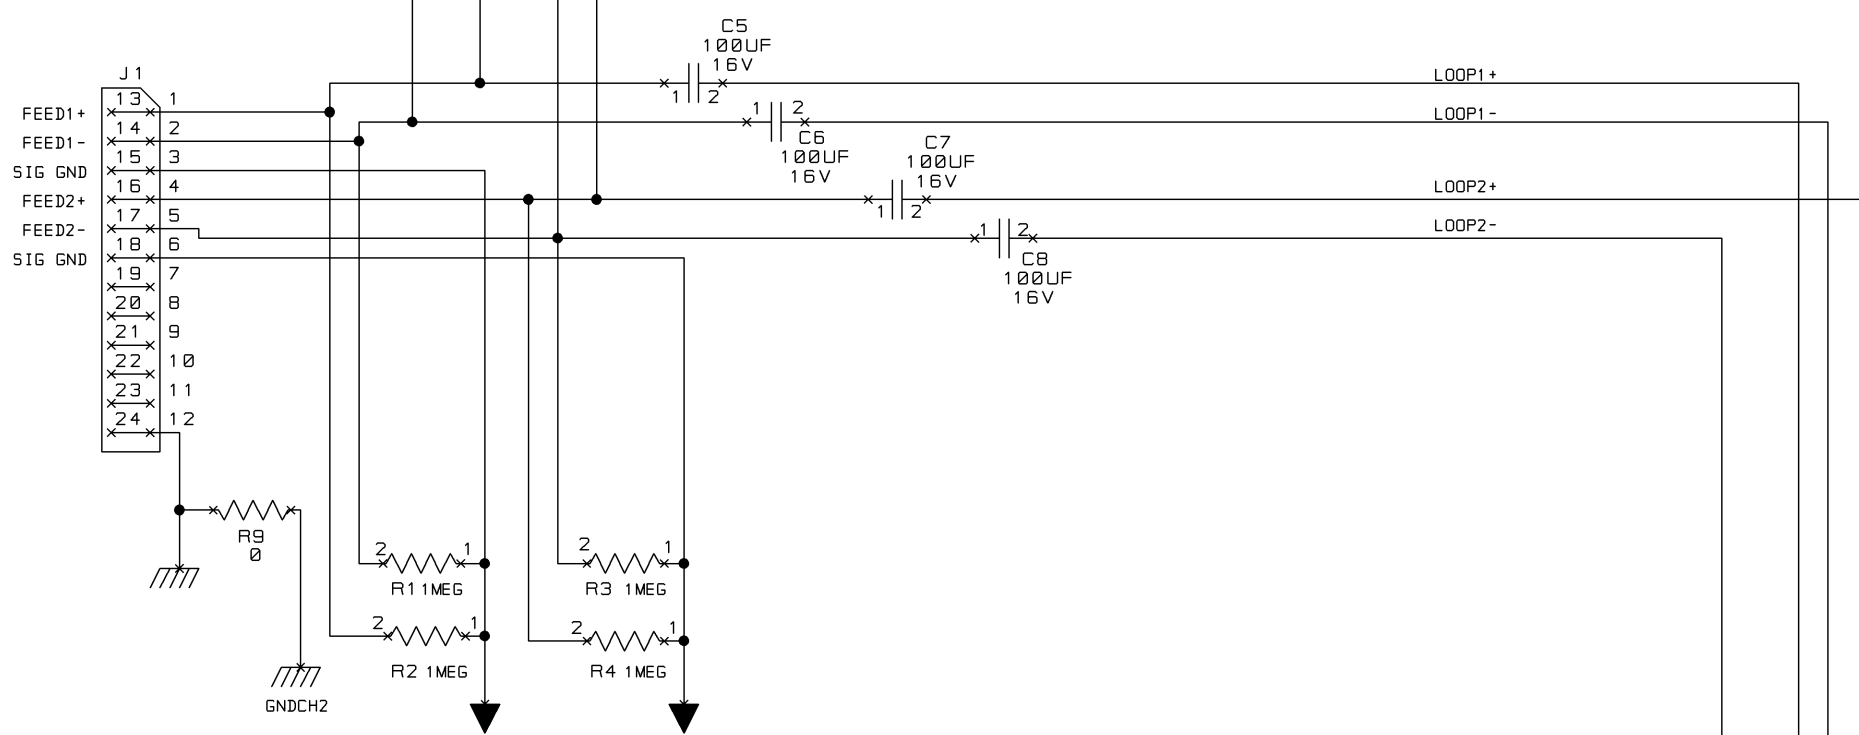 C5
100UF
16V
1 2
LOOP1+
J1
FEED1+ 13 1
FEED1- 14 2
SIG GND 15 3
FEED2+ 16 4
FEED2- 17 5
SIG GND 18 6
19 7
20 8
21 9
22 10
23 11
24 12
1 2
C6
100UF
16V
LOOP1-
C7
100UF
16V
1 2
LOOP2+
1 2
C8
100UF
16V
LOOP2-
R9
0
GNDCH2
2 1
R1 1MEG
2 1
R2 1MEG
2 1
R3 1MEG
2 1
R4 1MEG